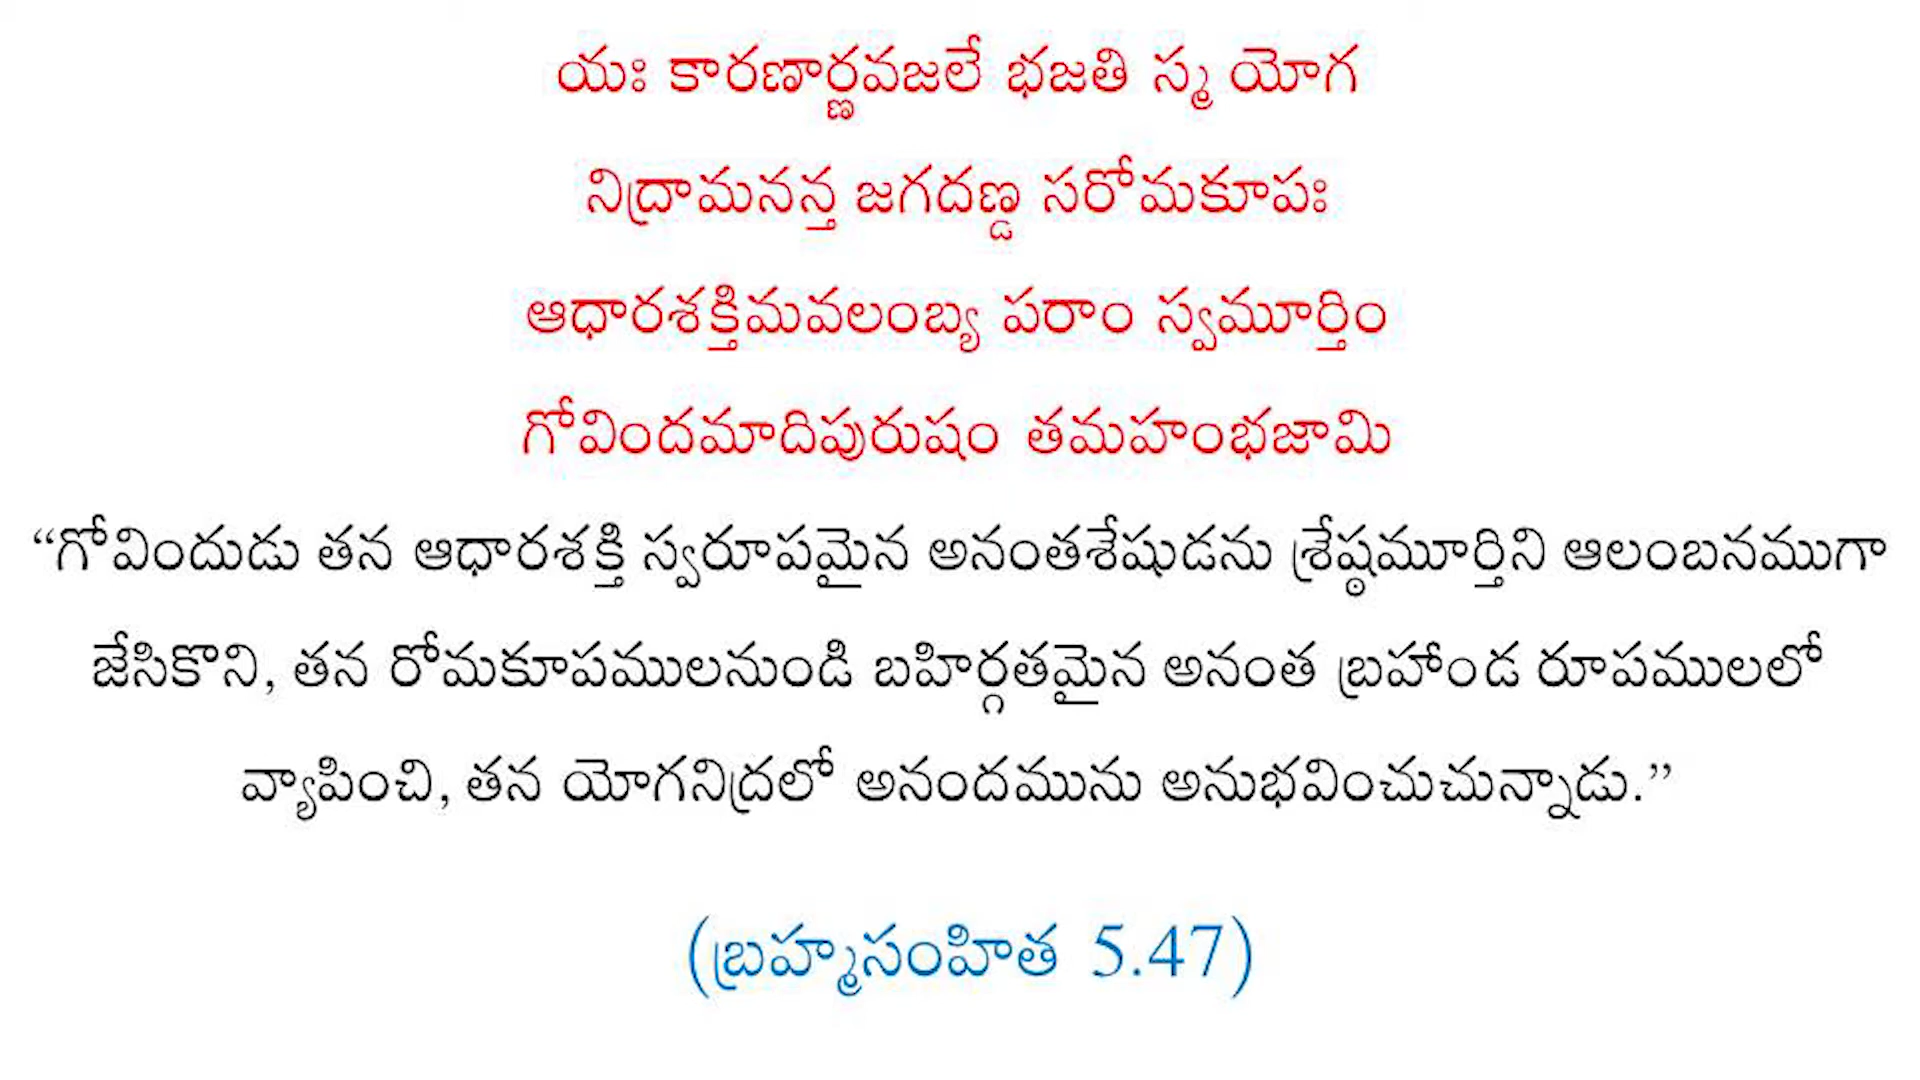 యః కారణార్ణవజలే భజతి స్మ యోగ
నిద్రామనన్త జగదణ్డ సరోమకూపః
ఆధారశక్తిమవలంబ్య పరాం స్వమూర్తిం
గోవిందమాదిపురుషం తమహంభజామి
“గోవిందుడు తన ఆధారశక్తి స్వరూపమైన అనంతశేషుడను శ్రేష్ఠమూర్తిని ఆలంబనముగా
జేసికొని, తన రోమకూపములనుండి బహిర్గతమైన అనంత బ్రహాండ రూపములలో
వ్యాపించి, తన యోగనిద్రలో అనందమును అనుభవించుచున్నాడు.”
(బ్రహ్మసంహిత 5.47)